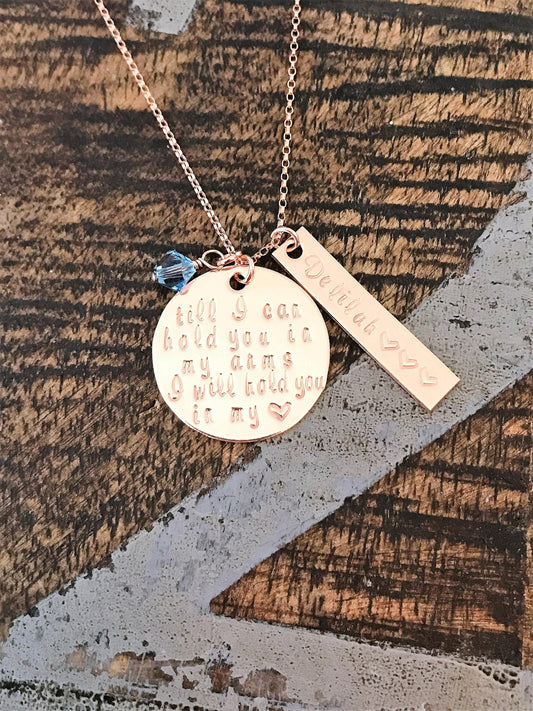 till I can
hold you in
my arms
I will hold you
in my ♡
Delilah ♡♡♡